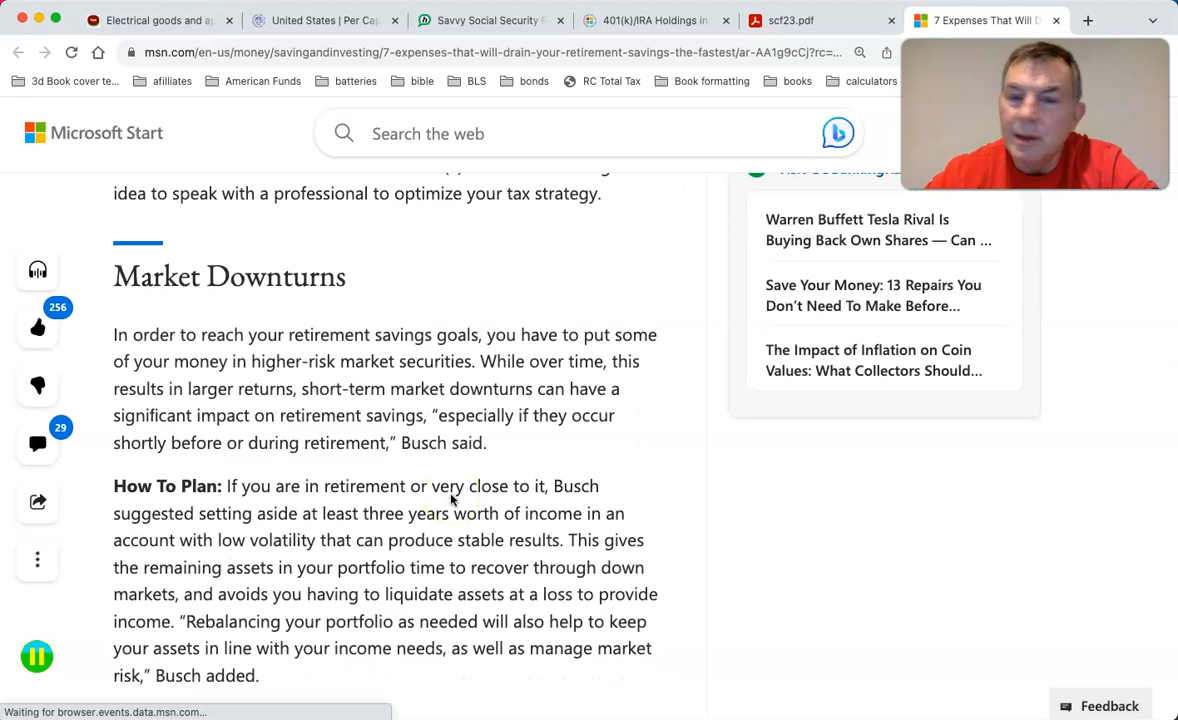 Electrical goods and ap
United States | Per Cap
Savvy Social Security P
401(k)/IRA Holdings in
scf23.pdf
7 Expenses That Will D
msn.com/en-us/money/savingandinvesting/7-expenses-that-will-drain-your-retirement-savings-the-fastest/ar-AA1g9cCj?rc=...
3d Book cover te...
afilliates
American Funds
batteries
bible
BLS
bonds
RC Total Tax
Book formatting
books
calculators
Microsoft Start
Search the web
idea to speak with a professional to optimize your tax strategy.
Market Downturns
In order to reach your retirement savings goals, you have to put some
of your money in higher-risk market securities. While over time, this
results in larger returns, short-term market downturns can have a
significant impact on retirement savings, “especially if they occur
shortly before or during retirement,” Busch said.
How To Plan: If you are in retirement or very close to it, Busch
suggested setting aside at least three years worth of income in an
account with low volatility that can produce stable results. This gives
the remaining assets in your portfolio time to recover through down
markets, and avoids you having to liquidate assets at a loss to provide
income. “Rebalancing your portfolio as needed will also help to keep
your assets in line with your income needs, as well as manage market
risk,” Busch added.
256
29
Warren Buffett Tesla Rival Is
Buying Back Own Shares — Can ...
Save Your Money: 13 Repairs You
Don’t Need To Make Before...
The Impact of Inflation on Coin
Values: What Collectors Should...
Waiting for browser.events.data.msn.com...
Feedback